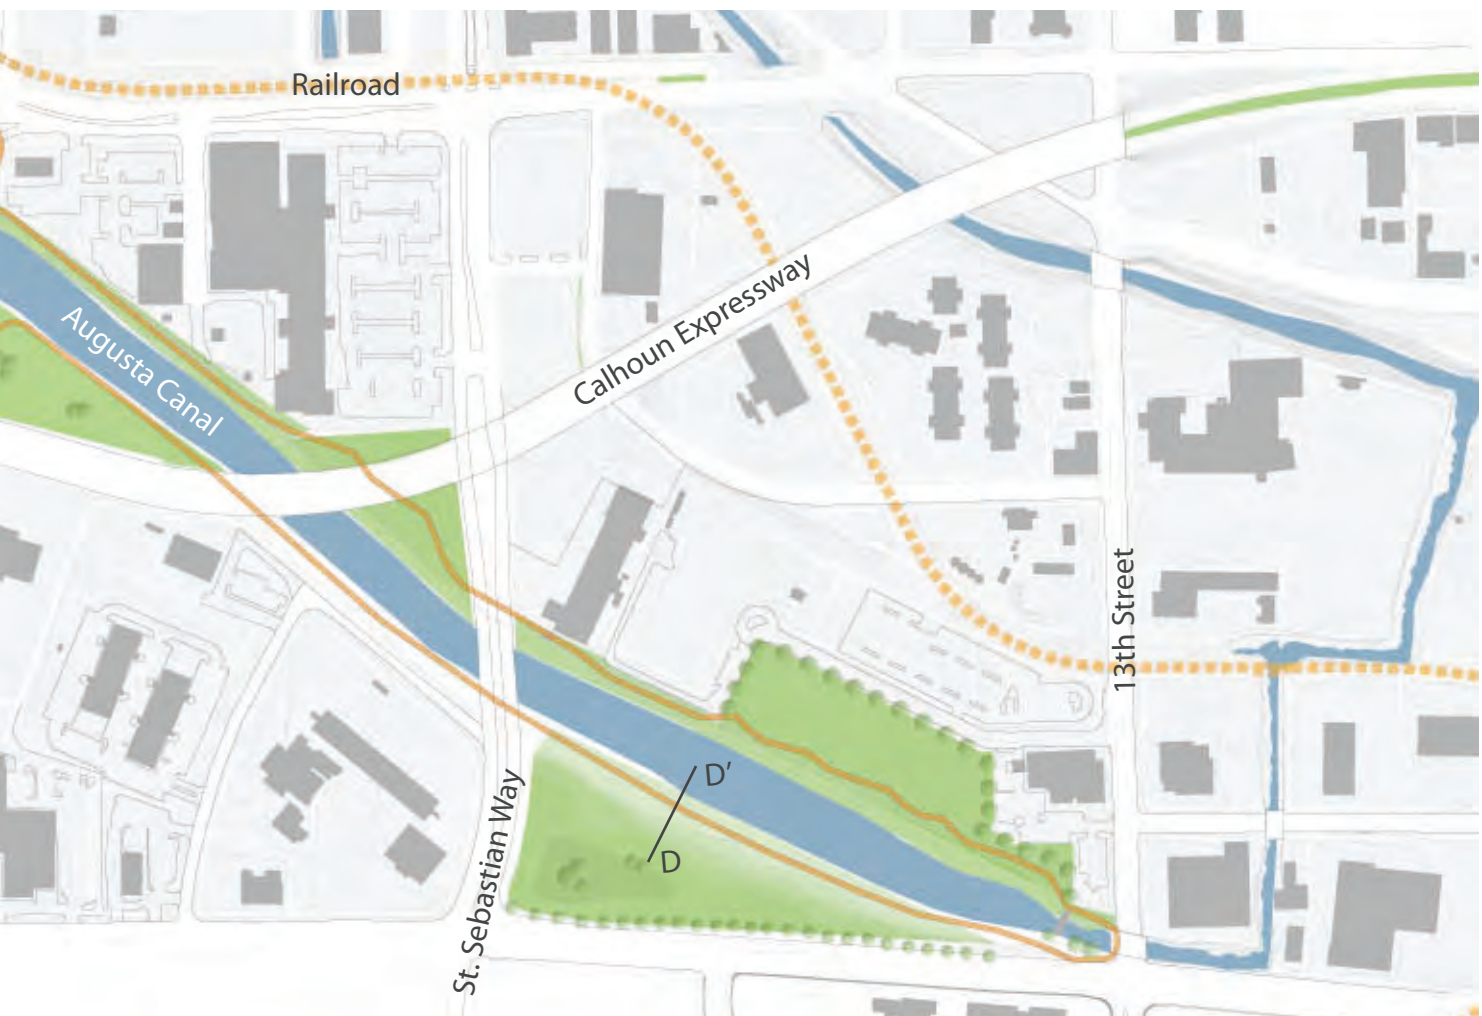 Railroad
Calhoun Expressway
Augusta Canal
13th Street
D’
D
St. Sebastian Way